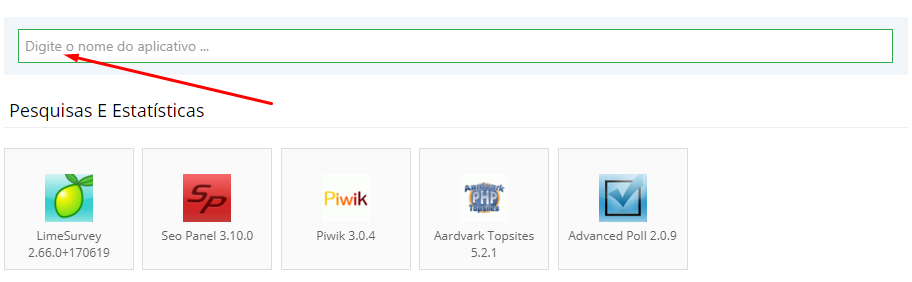 Digite o nome do aplicativo ...
Pesquisas E Estatísticas
SP
Piwik
Aardvark
PHP
Topsites
LimeSurvey
2.66.0+170619
Seo Panel 3.10.0
Piwik 3.0.4
Aardvark Topsites
5.2.1
Advanced Poll 2.0.9